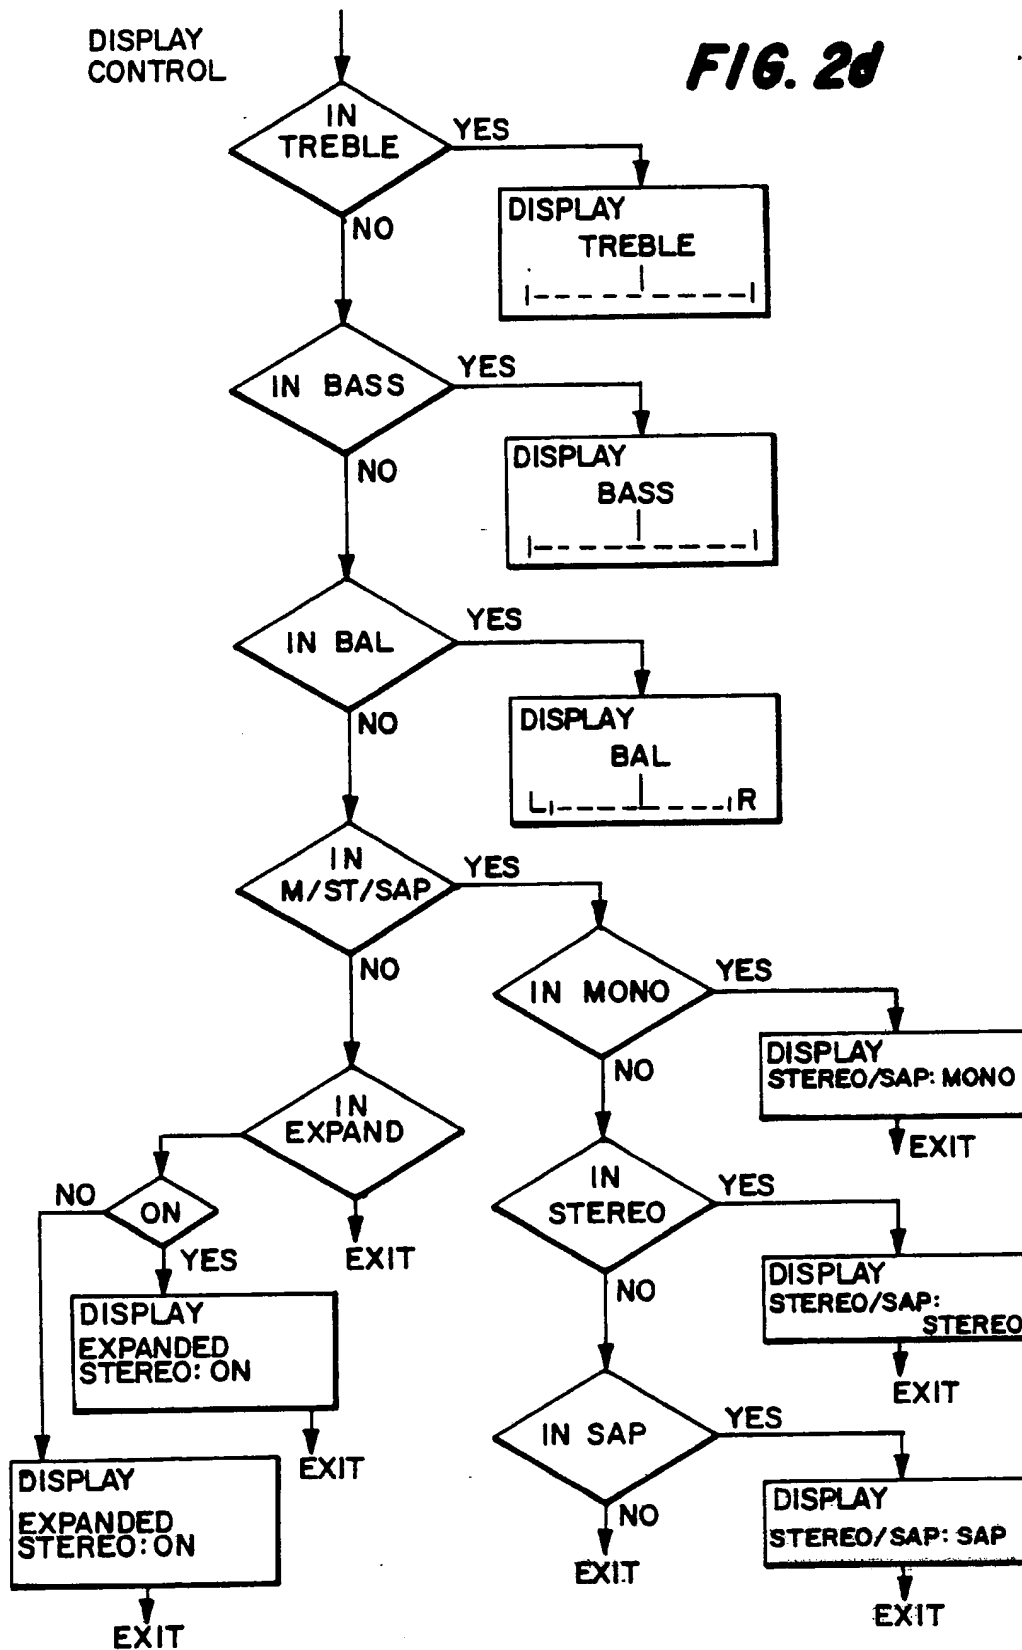 DISPLAY
CONTROL
FIG. 2d
IN
TREBLE
YES
NO
DISPLAY
TREBLE
IN BASS
YES
NO
DISPLAY
BASS
IN BAL
YES
NO
DISPLAY
BAL
L R
IN
M/ST/SAP
YES
NO
IN MONO
YES
NO
DISPLAY
STEREO/SAP: MONO
EXIT
IN
EXPAND
EXIT
NO
ON
YES
DISPLAY
EXPANDED
STEREO: ON
EXIT
DISPLAY
EXPANDED
STEREO: ON
EXIT
IN
STEREO
YES
NO
DISPLAY
STEREO/SAP:
STEREO
EXIT
IN SAP
YES
NO
EXIT
DISPLAY
STEREO/SAP: SAP
EXIT